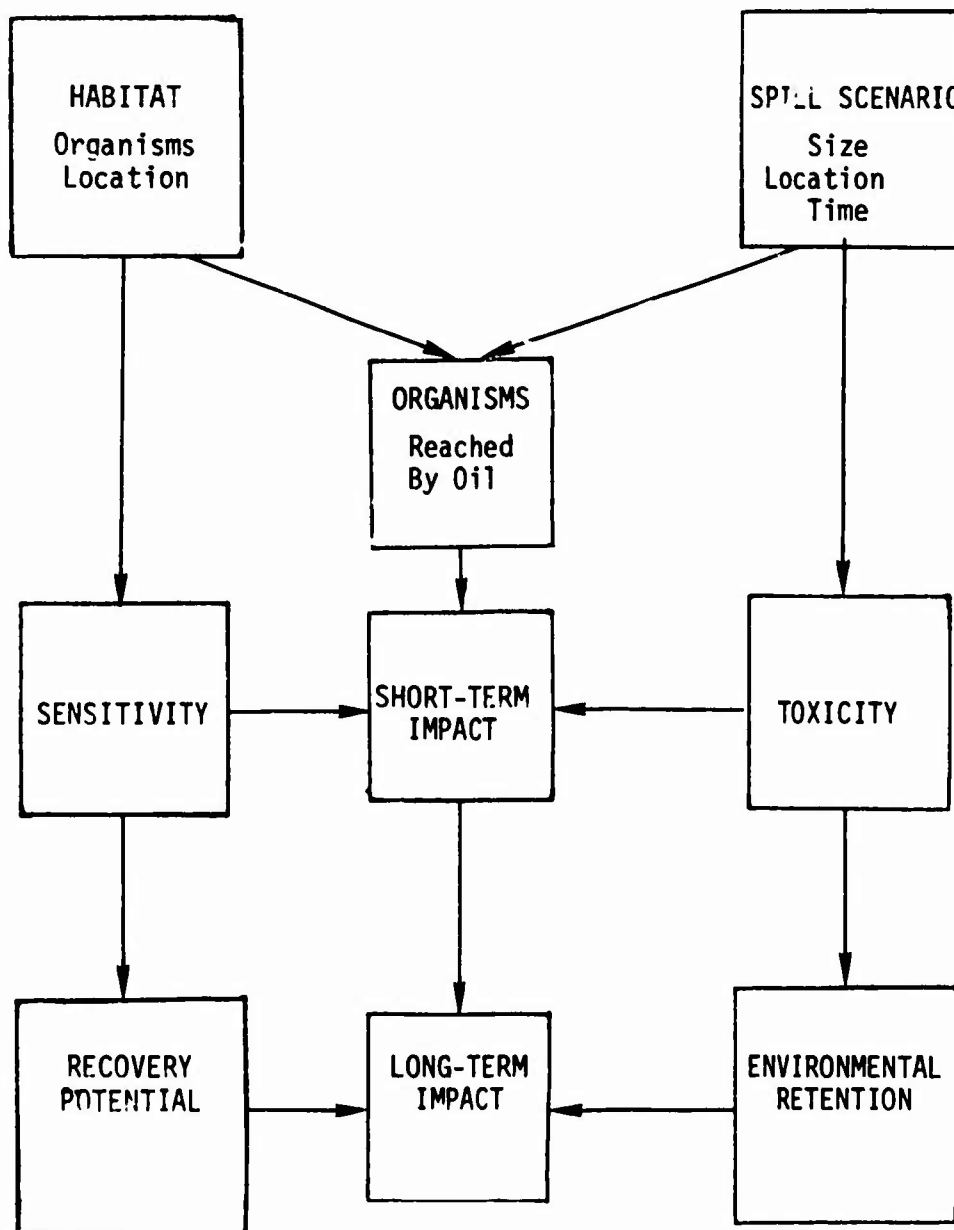 HABITAT
Organisms
Location
SPILL SCENARIO
Size
Location
Time
ORGANISMS
Reached
By Oil
SENSITIVITY
SHORT-TERM
IMPACT
TOXICITY
RECOVERY
POTENTIAL
LONG-TERM
IMPACT
ENVIRONMENTAL
RETENTION